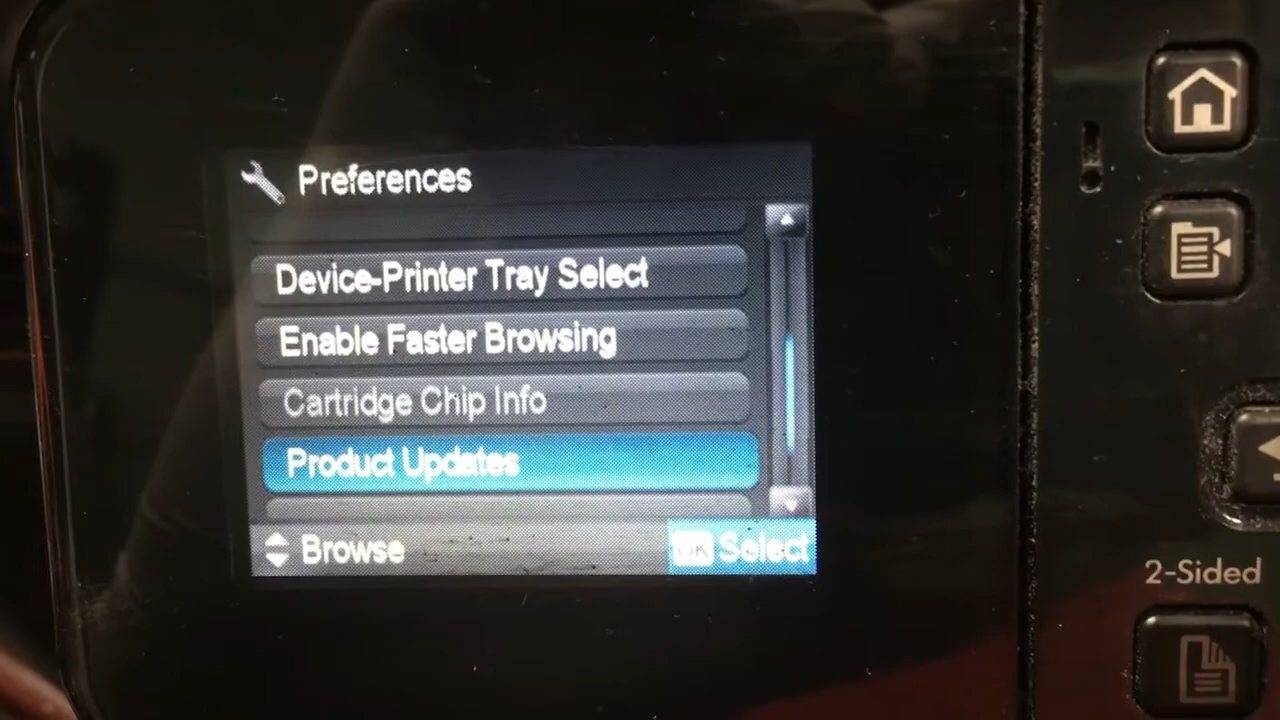 Preferences
Device-Printer Tray Select
Enable Faster Browsing
Cartridge Chip Info
Product Updates
Browse
OK Select
2-Sided